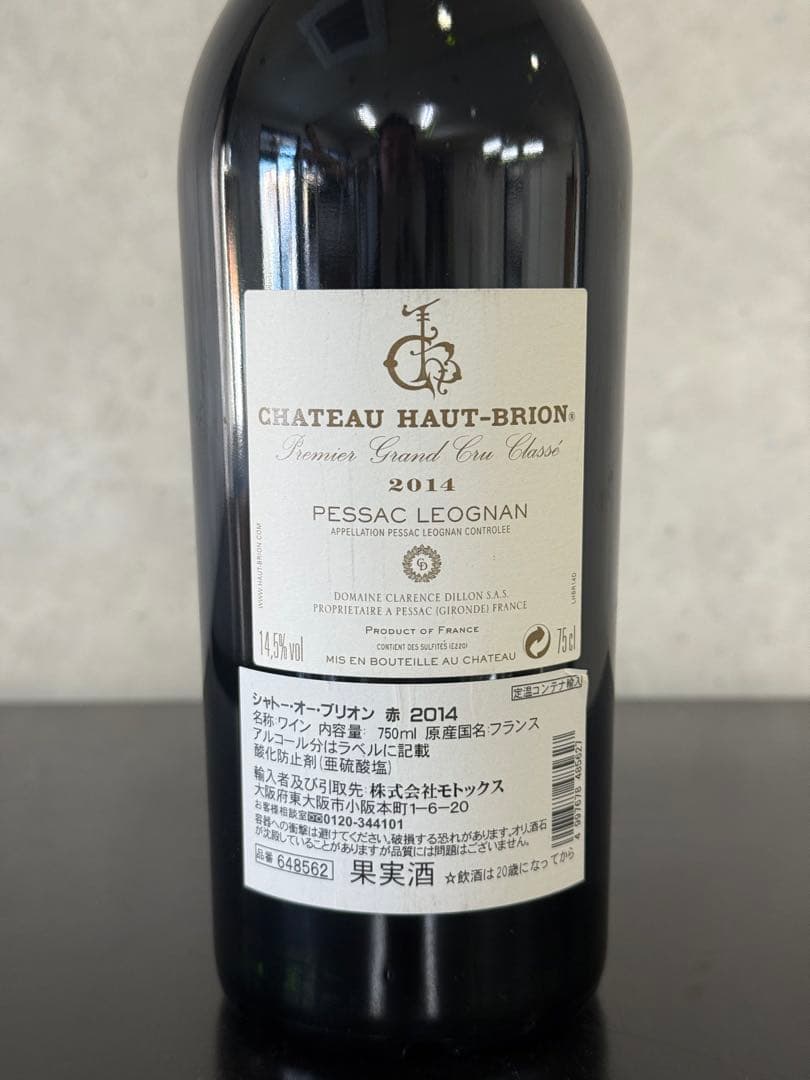 CHATEAU HAUT-BRION®
Premier Grand Cru Classé
2014
PESSAC LEOGNAN
APPELLATION PESSAC LEOGNAN CONTROLEE
CD
DOMAINE CLARENCE DILLON S.A.S.
PROPRIETAIRE A PESSAC (GIRONDE) FRANCE
PRODUCT OF FRANCE
14,5% vol
CONTIENT DES SULFITES (E220)
75 cl
MIS EN BOUTEILLE AU CHATEAU
WWW.HAUT-BRION.COM
LHBR14D
定温コンテナ輸入
シャトー・オー・ブリオン 赤 2014
名称:ワイン 内容量: 750ml 原産国名:フランス
アルコール分はラベルに記載
酸化防止剤(亜硫酸塩)
輸入者及び引取先:株式会社モトックス
大阪府東大阪市小阪本町1-6-20
お客様相談室 0120-344101
容器への衝撃は避けてください。破損する恐れがあります。オリ、酒石
が沈殿していることがありますが品質には問題はございません。
品番 648562
果実酒 ☆飲酒は20歳になってから
4 997678 485627